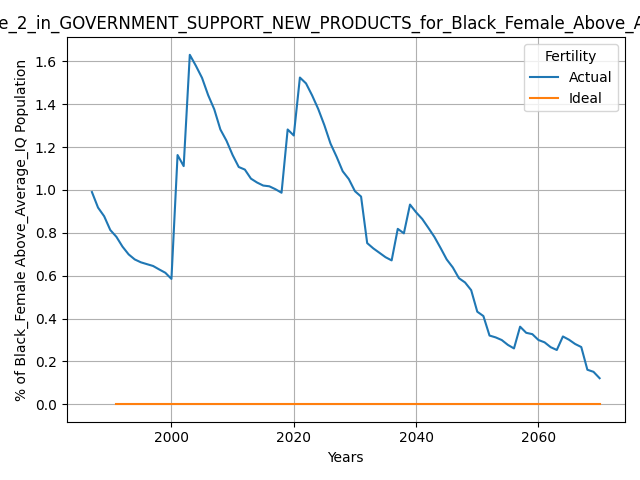 e_2_in_GOVERNMENT_SUPPORT_NEW_PRODUCTS_for_Black_Female_Above_A
Fertility
Actual
Ideal
% of Black_Female Above_Average_IQ Population
1.6
1.4
1.2
1.0
0.8
0.6
0.4
0.2
0.0
2000
2020
2040
2060
Years